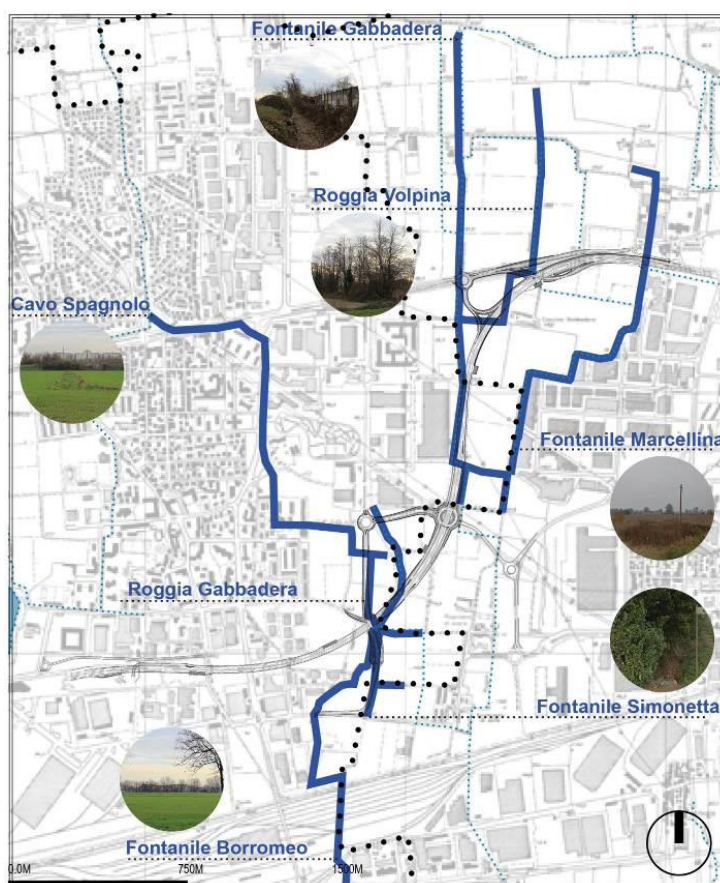 Fontanile Gabbadera
Roggia Volpina
Cavo Spagnolo
Fontanile Marcellina
Roggia Gabbadera
Fontanile Simonetta
Fontanile Borromeo
0.0M 750M 1500M